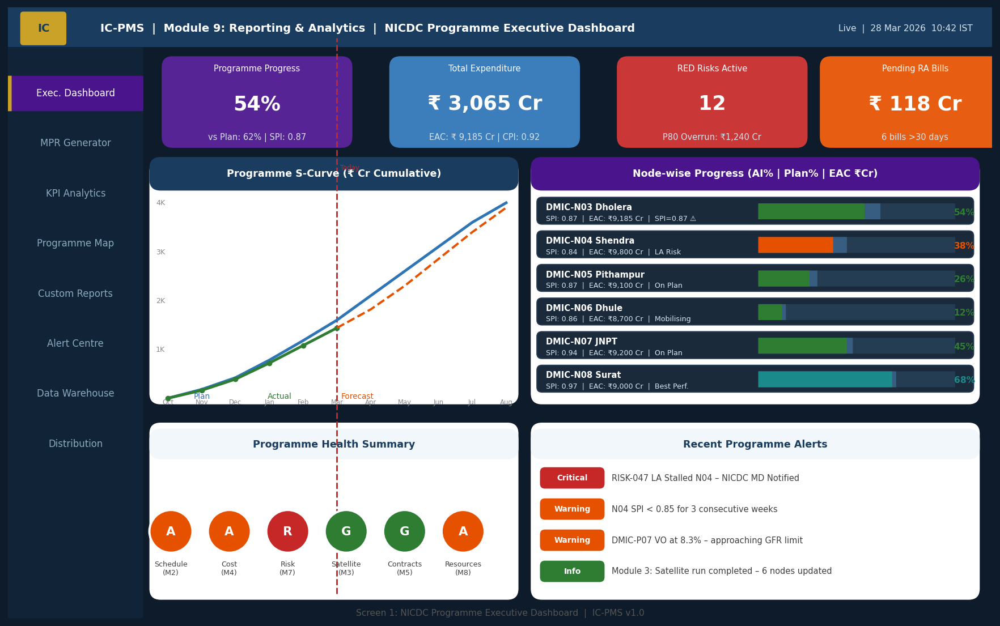 IC
IC-PMS | Module 9: Reporting & Analytics | NICDC Programme Executive Dashboard
Live | 28 Mar 2026 10:42 IST
Exec. Dashboard
MPR Generator
KPI Analytics
Programme Map
Custom Reports
Alert Centre
Data Warehouse
Distribution
Programme Progress
54%
vs Plan: 62% | SPI: 0.87
Total Expenditure
₹ 3,065 Cr
EAC: ₹ 9,185 Cr | CPI: 0.92
RED Risks Active
12
P80 Overrun: ₹1,240 Cr
Pending RA Bills
₹ 118 Cr
6 bills >30 days
Today
Programme S-Curve (₹ Cr Cumulative)
4K
3K
2K
1K
Plan
Actual
Forecast
Oct Nov Dec Jan Feb Mar Apr May Jun Jul Aug
Node-wise Progress (AI% | Plan% | EAC ₹Cr)
DMIC-N03 Dholera
SPI: 0.87 | EAC: ₹9,185 Cr | SPI=0.87 ⚠
54%
DMIC-N04 Shendra
SPI: 0.84 | EAC: ₹9,800 Cr | LA Risk
38%
DMIC-N05 Pithampur
SPI: 0.87 | EAC: ₹9,100 Cr | On Plan
26%
DMIC-N06 Dhule
SPI: 0.86 | EAC: ₹8,700 Cr | Mobilising
12%
DMIC-N07 JNPT
SPI: 0.94 | EAC: ₹9,200 Cr | On Plan
45%
DMIC-N08 Surat
SPI: 0.97 | EAC: ₹9,000 Cr | Best Perf.
68%
Programme Health Summary
A
Schedule
(M2)
A
Cost
(M4)
R
Risk
(M7)
G
Satellite
(M3)
G
Contracts
(M5)
A
Resources
(M8)
Recent Programme Alerts
Critical RISK-047 LA Stalled N04 – NICDC MD Notified
Warning N04 SPI < 0.85 for 3 consecutive weeks
Warning DMIC-P07 VO at 8.3% – approaching GFR limit
Info Module 3: Satellite run completed – 6 nodes updated
Screen 1: NICDC Programme Executive Dashboard | IC-PMS v1.0